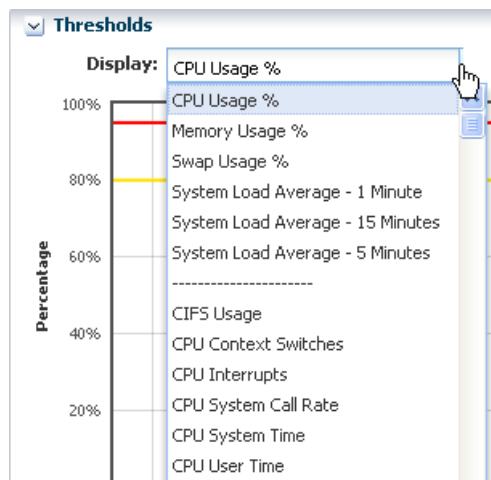 Thresholds
Display: CPU Usage %
CPU Usage %
Memory Usage %
Swap Usage %
System Load Average - 1 Minute
System Load Average - 15 Minutes
System Load Average - 5 Minutes
----------------------
CIFS Usage
CPU Context Switches
CPU Interrupts
CPU System Call Rate
CPU System Time
CPU User Time
Percentage
100%
80%
60%
40%
20%